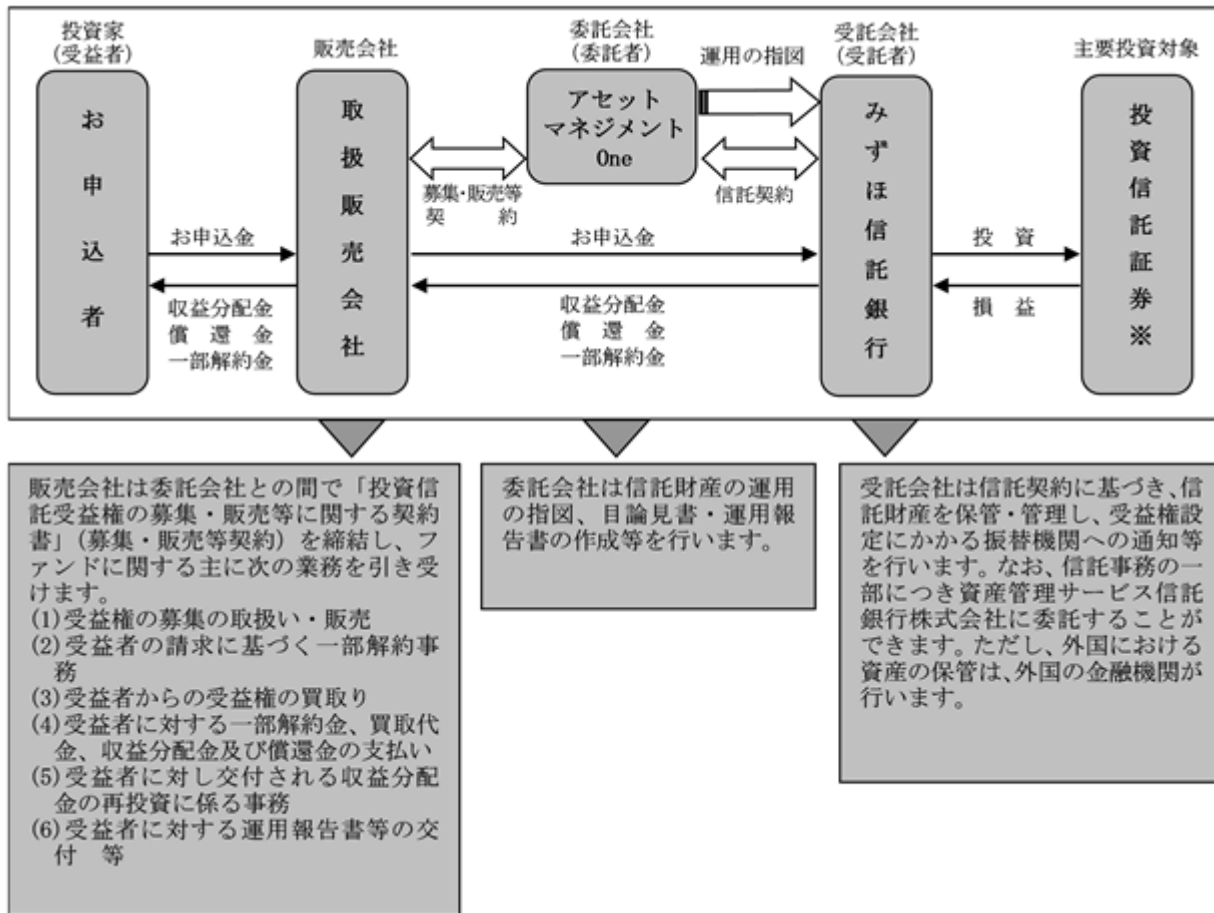 投資家
(受益者)
販売会社
委託会社
(委託者)
運用の指図
受託会社
(受託者)
主要投資対象
お申込者
取扱販売会社
アセット
マネジメント
One
みずほ信託銀行
投資信託証券※
募集・販売等
契　約
信託契約
お申込金
お申込金
投　資
収益分配金
償　還　金
一部解約金
収益分配金
償　還　金
一部解約金
損　益
販売会社は委託会社との間で「投資信
託受益権の募集・販売等に関する契約
書」(募集・販売等契約)を締結し、フ
ァンドに関する主に次の業務を引き受
けます。
(1)受益権の募集の取扱い・販売
(2)受益者の請求に基づく一部解約事
務
(3)受益者からの受益権の買取り
(4)受益者に対する一部解約金、買取代
金、収益分配金及び償還金の支払い
(5)受益者に対し交付される収益分配
金の再投資に係る事務
(6)受益者に対する運用報告書等の交
付　等
委託会社は信託財産の運用
の指図、目論見書・運用報
告書の作成等を行います。
受託会社は信託契約に基づき、信
託財産を保管・管理し、受益権設
定にかかる振替機関への通知等
を行います。なお、信託事務の一
部につき資産管理サービス信託
銀行株式会社に委託することが
できます。ただし、外国における
資産の保管は、外国の金融機関が
行います。